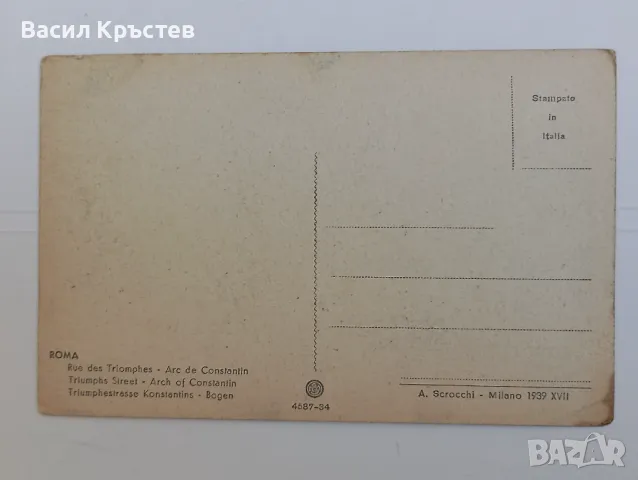 Васил Кръстев
Stampato
in
Italia
ROMA
Rue des Triomphes - Arc de Constantin
Triumphs Street - Arch of Constantin
Triumphestrasse Konstantins - Bogen
4687-34
A. Scrocchi - Milano 1939 XVII
BAZAR